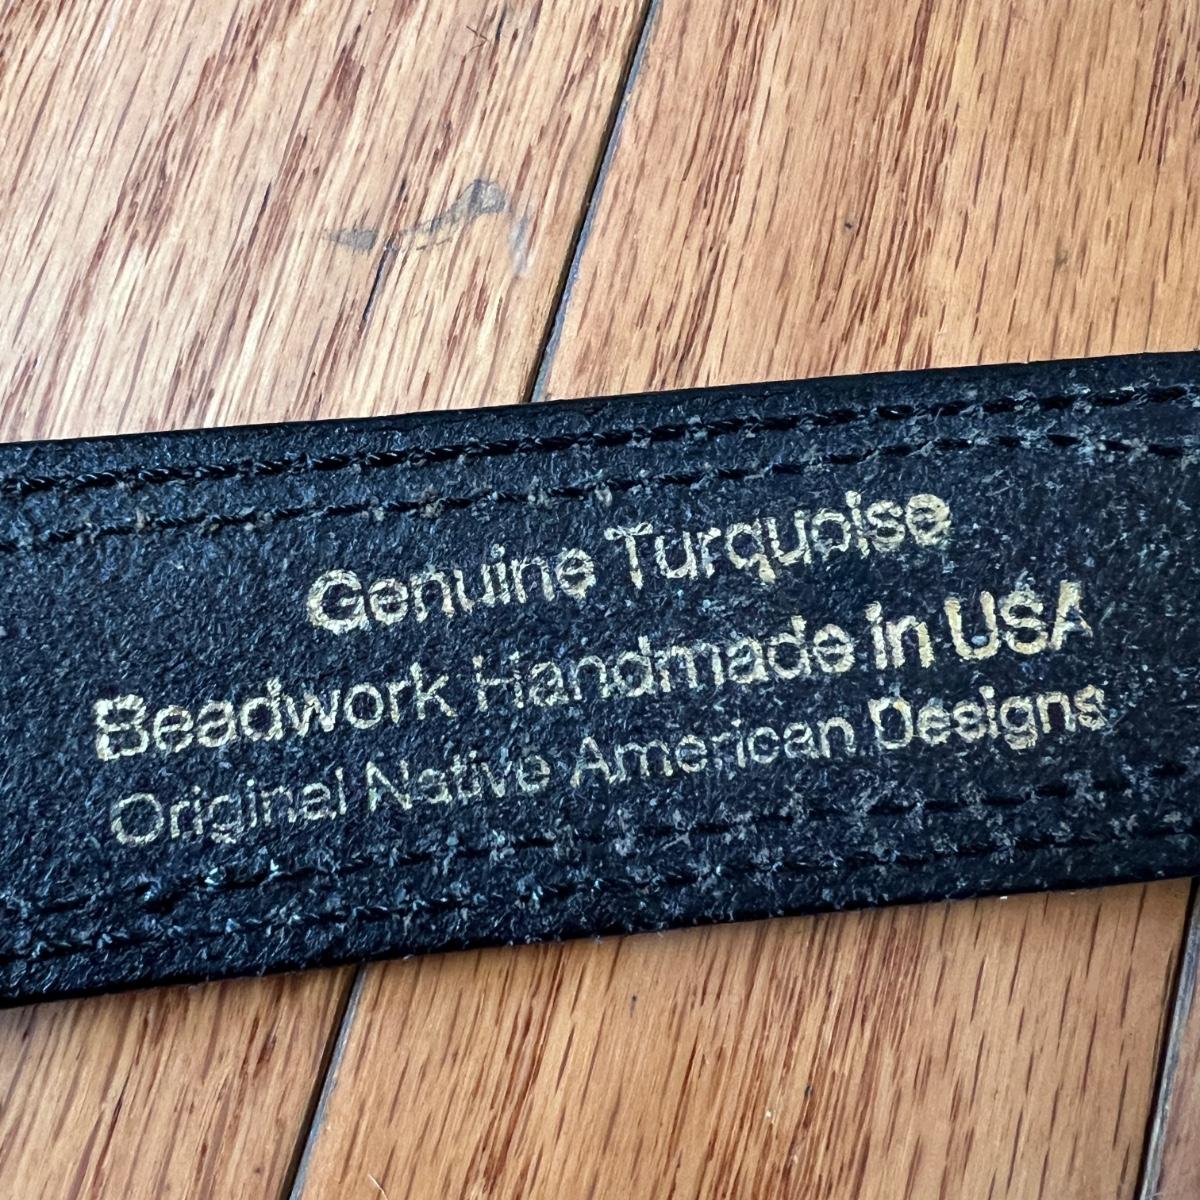 Genuine Turquoise
Beadwork Handmade in USA
Original Native American Designs